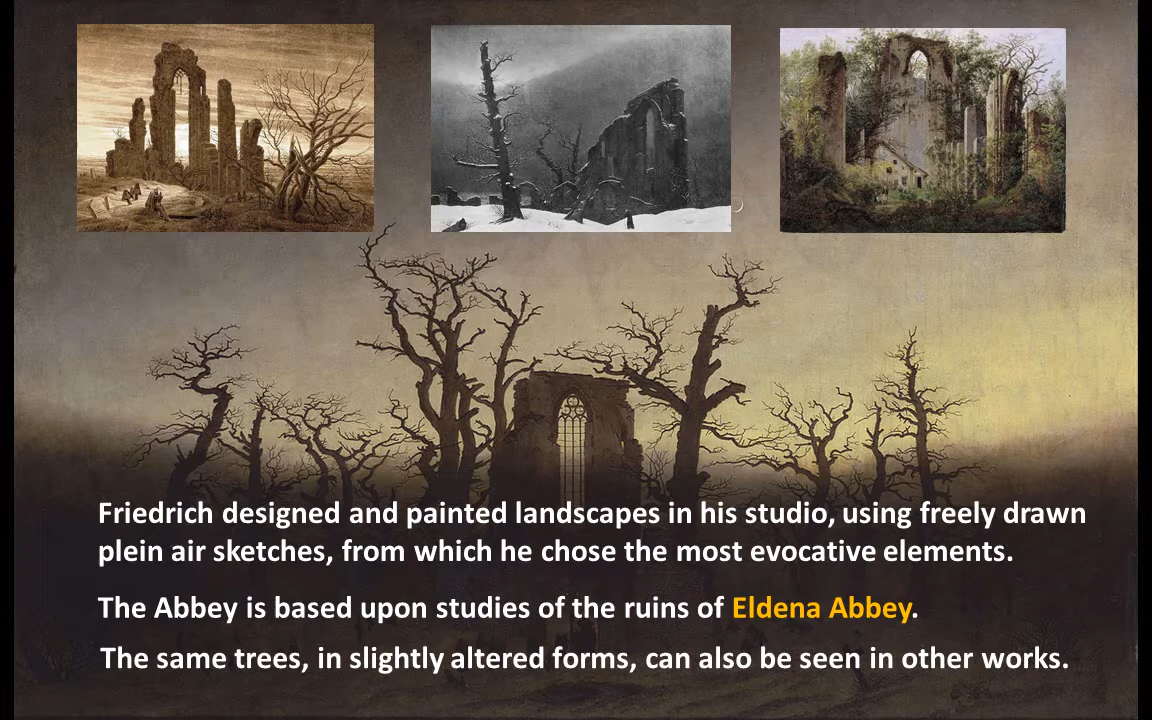 Friedrich designed and painted landscapes in his studio, using freely drawn
plein air sketches, from which he chose the most evocative elements.
The Abbey is based upon studies of the ruins of Eldena Abbey.
The same trees, in slightly altered forms, can also be seen in other works.